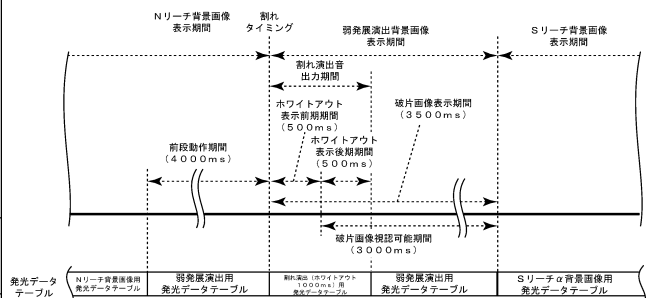 Nリーチ背景画像
表示期間
割れ
タイミング
弱発展演出背景画像
表示期間
Sリーチ背景画像
表示期間
割れ演出音
出力期間
ホワイトアウト
表示前期期間
(500ms)
破片画像表示期間
(3500ms)
前段動作期間
(4000ms)
ホワイトアウト
表示後期期間
(500ms)
破片画像視認可能期間
(3000ms)
発光データ
テーブル
Nリーチ背景画像用
発光データテーブル
弱発展演出用
発光データテーブル
割れ演出(ホワイトアウト
1000ms)用
発光データテーブル
弱発展演出用
発光データテーブル
Sリーチα背景画像用
発光データテーブル